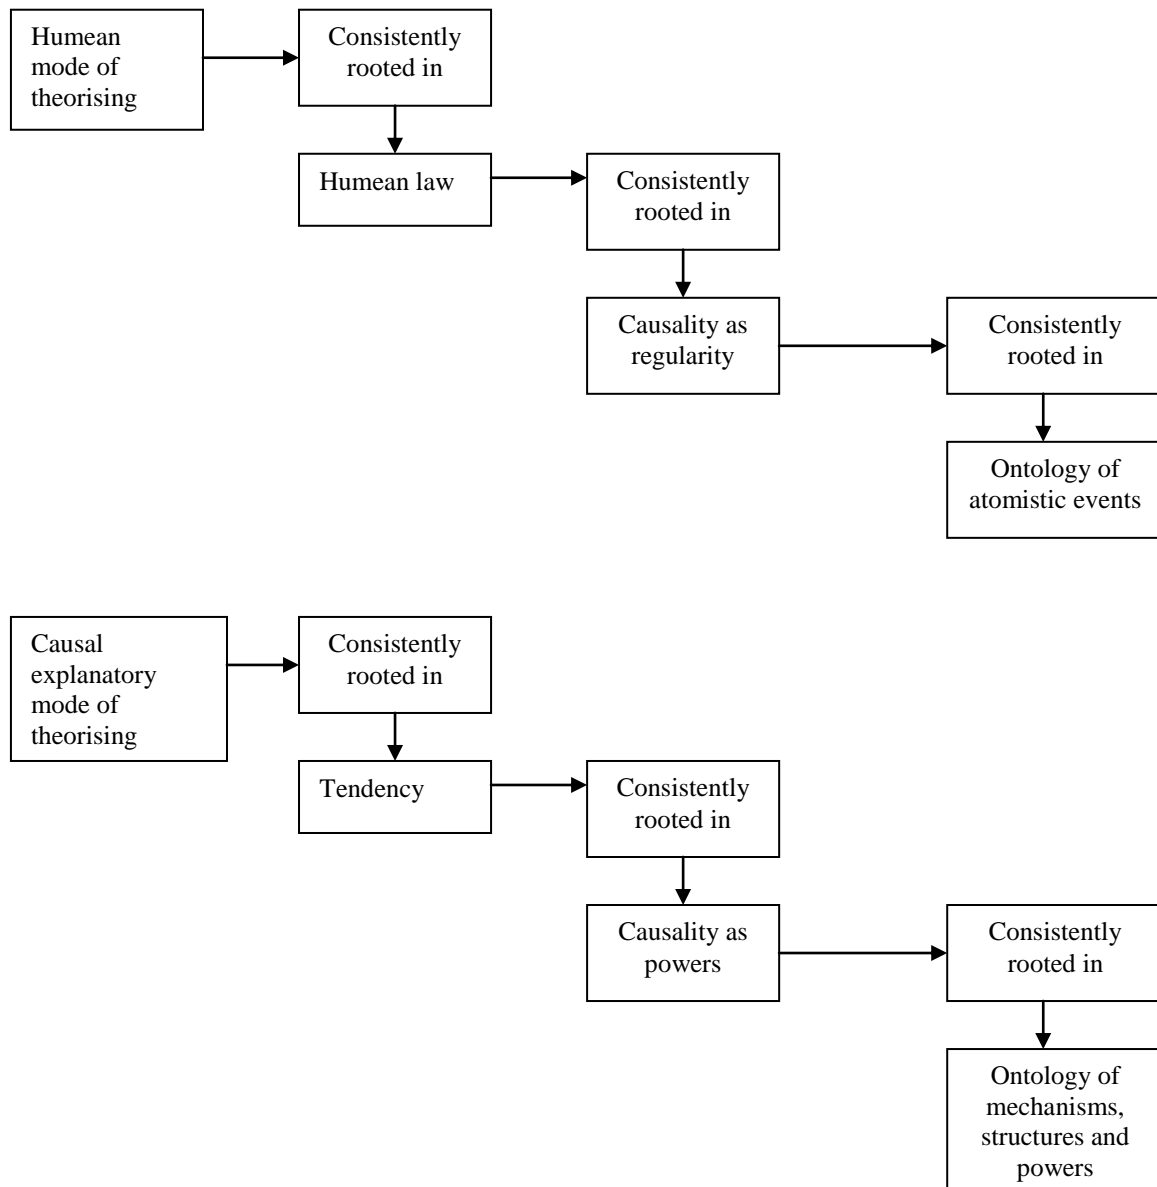 Humean
mode of
theorising
Consistently
rooted in
Humean law
Consistently
rooted in
Causality as
regularity
Consistently
rooted in
Ontology of
atomistic events
Causal
explanatory
mode of
theorising
Consistently
rooted in
Tendency
Consistently
rooted in
Causality as
powers
Consistently
rooted in
Ontology of
mechanisms,
structures and
powers